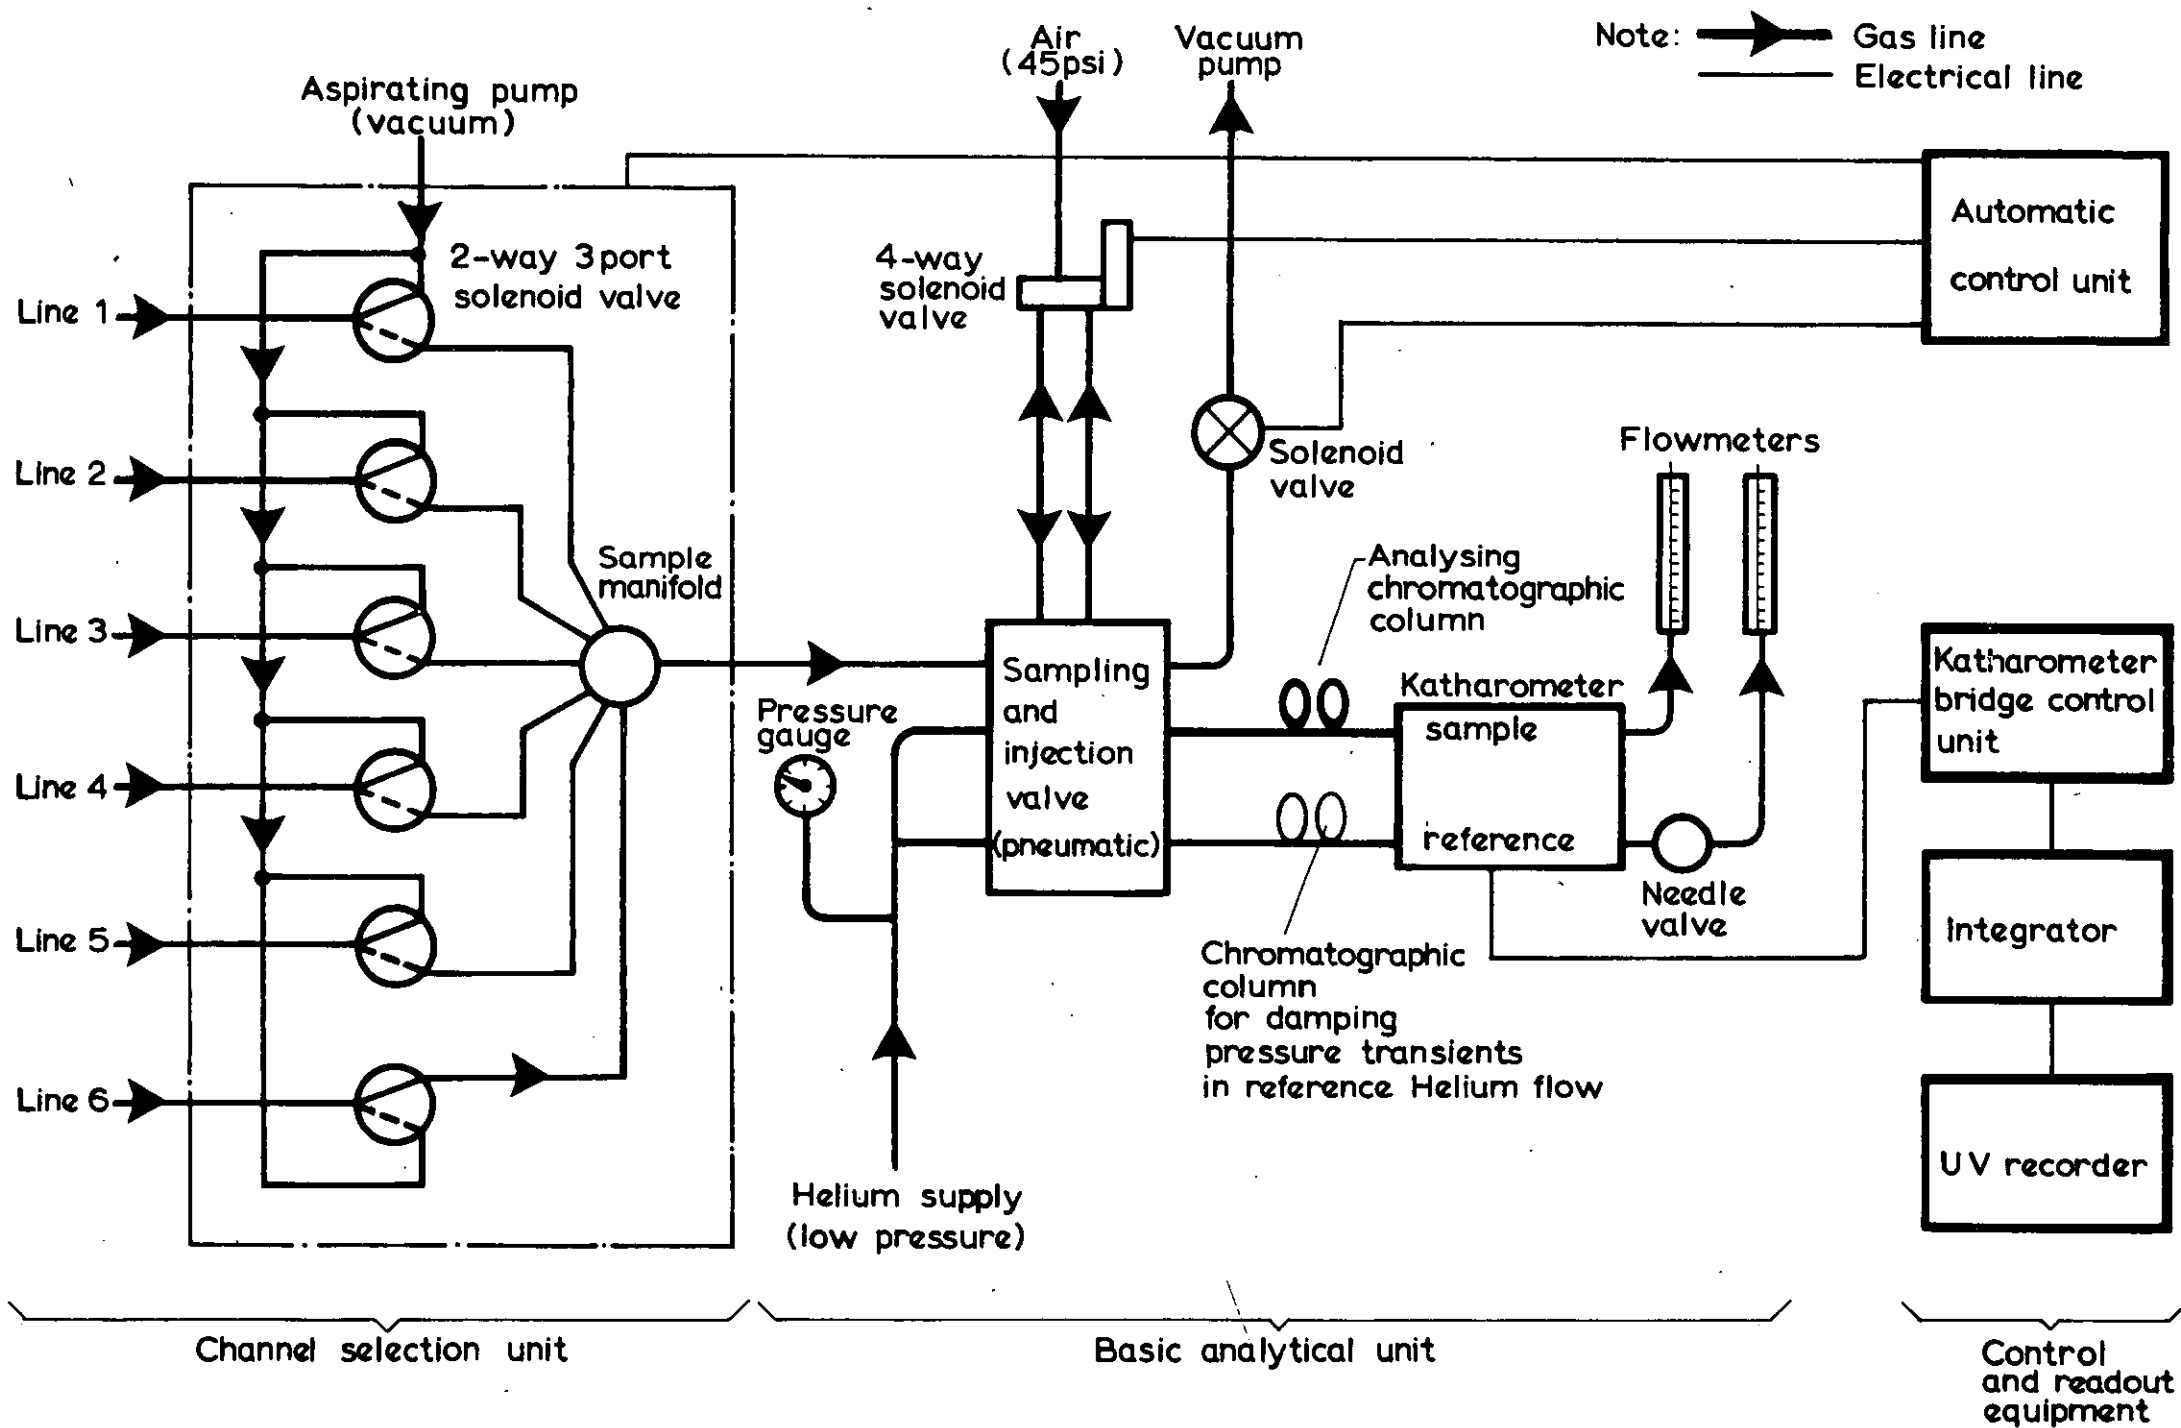 Air
(45psi)
Vacuum
pump
Note:
Gas line
Electrical line
Aspirating pump
(vacuum)
2-way 3port
solenoid valve
4-way
solenoid
valve
Automatic
control unit
Line 1
Line 2
Line 3
Line 4
Line 5
Line 6
Sample
manifold
Solenoid
valve
Flowmeters
Analysing
chromatographic
column
Pressure
gauge
Sampling
and
injection
valve
(pneumatic)
Katharometer
sample
reference
Needle
valve
Katharometer
bridge control
unit
Integrator
UV recorder
Chromatographic
column
for damping
pressure transients
in reference Helium flow
Helium supply
(low pressure)
Channel selection unit
Basic analytical unit
Control
and readout
equipment